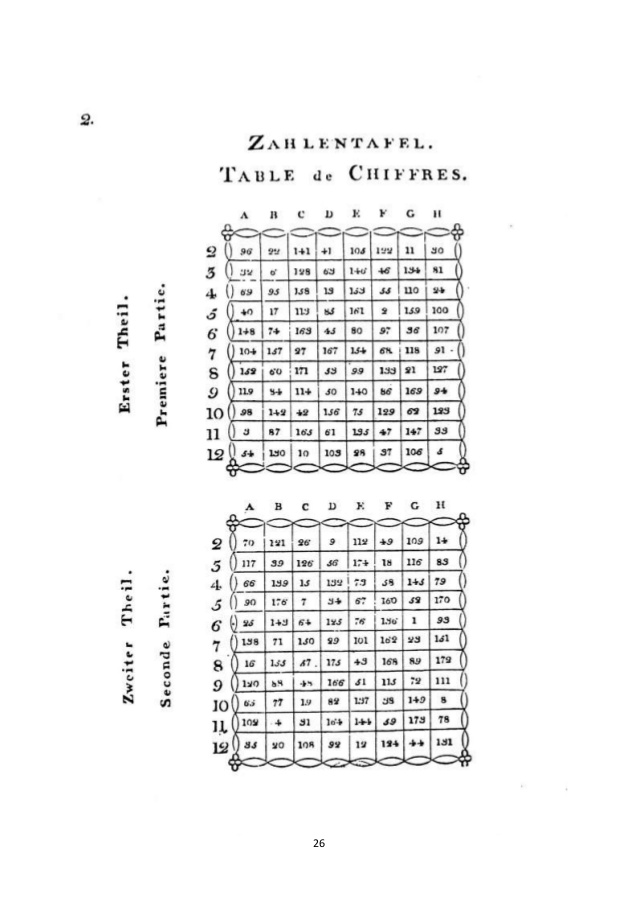 2.
ZAHLENTAFEL.
TABLE de CHIFFRES.
Erster Theil.
Premiere Partie.
A B C D E F G H
2 96 22 141 41 105 122 11 30
3 32 6 128 63 146 46 134 81
4 69 95 158 13 153 55 110 24
5 40 17 113 85 161 2 159 100
6 148 74 163 45 80 97 36 107
7 104 157 27 167 154 68 118 91
8 152 60 171 53 99 133 21 127
9 119 84 114 50 140 86 169 94
10 98 142 42 156 75 129 62 123
11 3 87 165 61 135 47 147 33
12 54 130 10 103 28 37 106 5
Zweiter Theil.
Seconde Partie.
A B C D E F G H
2 70 121 26 9 112 49 109 14
3 117 39 126 56 174 18 116 83
4 66 139 15 132 73 58 145 79
5 90 176 7 34 67 160 52 170
6 25 143 64 125 76 136 1 93
7 138 71 150 29 101 162 23 151
8 16 155 57 175 43 168 89 172
9 120 88 48 166 51 115 72 111
10 65 77 19 82 137 38 149 8
11 102 4 31 164 144 59 173 78
12 35 20 108 92 12 124 44 131
26